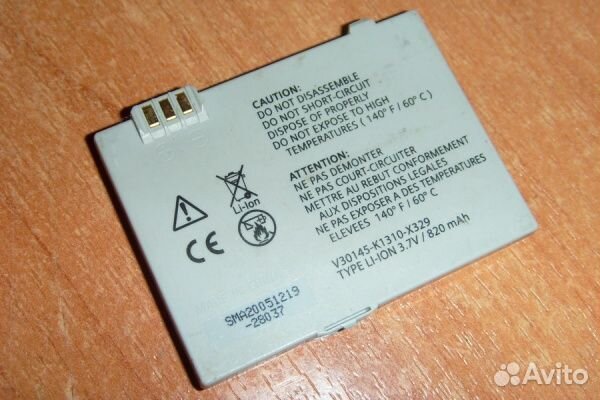 CAUTION:
DO NOT DISASSEMBLE
DO NOT SHORT-CIRCUIT
DISPOSE OF PROPERLY
DO NOT EXPOSE TO HIGH
TEMPERATURES ( 140° F / 60° C )
ATTENTION:
NE PAS DEMONTER
NE PAS COURT-CIRCUITER
METTRE AU REBUT CONFORMEMENT
AUX DISPOSITIONS LEGALES
NE PAS EXPOSER A DES TEMPERATURES
ELEVEES 140° F / 60° C
V30145-K1310-X329
TYPE LI-ION 3.7V / 820 mAh
Li-Ion
CE
SMA20051219
-28037
Avito